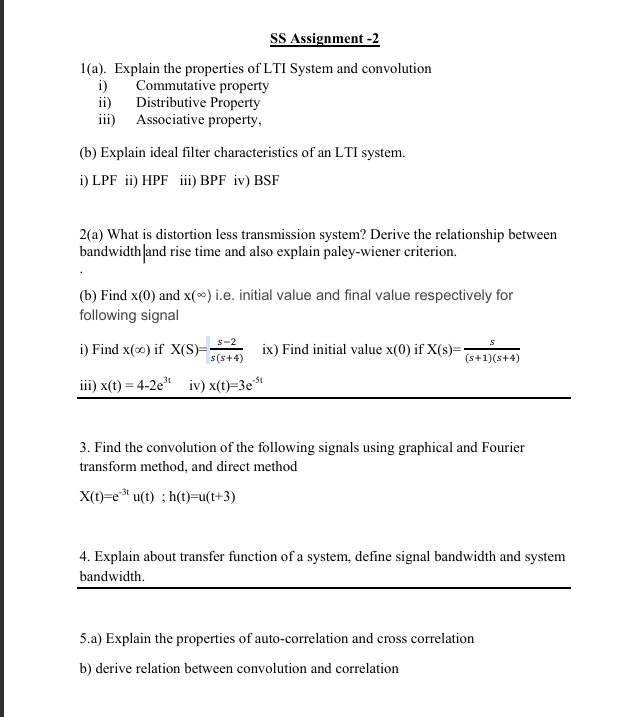 SS Assignment -2
1(a). Explain the properties of LTI System and convolution
i) Commutative property
ii) Distributive Property
iii) Associative property,
(b) Explain ideal filter characteristics of an LTI system.
i) LPF ii) HPF iii) BPF iv) BSF
2(a) What is distortion less transmission system? Derive the relationship between
bandwidth and rise time and also explain paley-wiener criterion.
.
(b) Find x(0) and x(∞) i.e. initial value and final value respectively for
following signal
i) Find x(∞) if X(S)= s−2 / s(s+4) ix) Find initial value x(0) if X(s)= s / (s+1)(s+4)
iii) x(t) = 4-2e^3t iv) x(t)=3e^-5t
3. Find the convolution of the following signals using graphical and Fourier
transform method, and direct method
X(t)=e^-3t u(t) ; h(t)=u(t+3)
4. Explain about transfer function of a system, define signal bandwidth and system
bandwidth.
5.a) Explain the properties of auto-correlation and cross correlation
b) derive relation between convolution and correlation